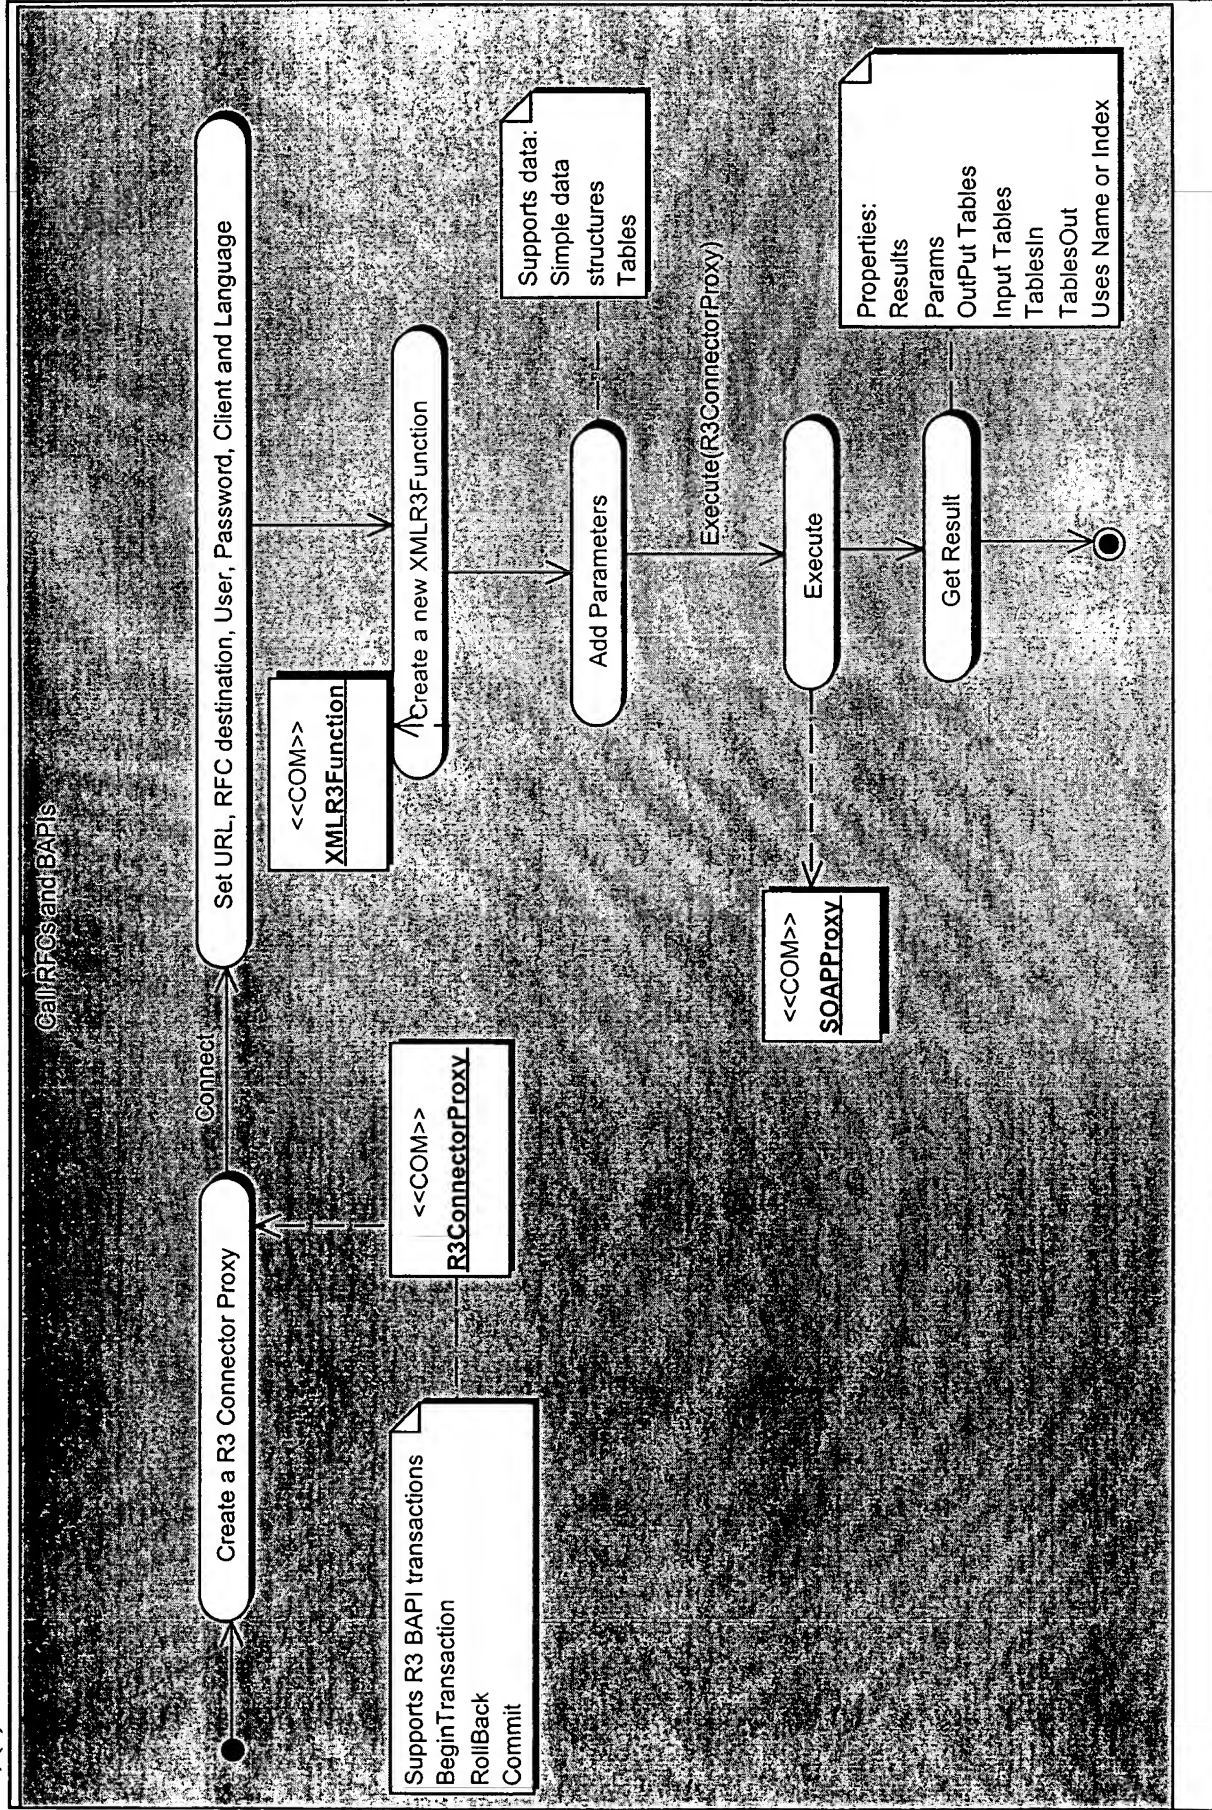 Call RFCs and BAPIs
Create a R3 Connector Proxy
Connect
Set URL, RFC destination, User, Password, Client and Language
<<COM>>
R3ConnectorProxy
Supports R3 BAPI transactions
BeginTransaction
RollBack
Commit
<<COM>>
XMLR3Function
Create a new XMLR3Function
Supports data:
Simple data
structures
Tables
Add Parameters
Execute(R3ConnectorProxy)
<<COM>>
SOAPProxy
Execute
Get Result
Properties:
Results
Params
OutPut Tables
Input Tables
TablesIn
TablesOut
Uses Name or Index